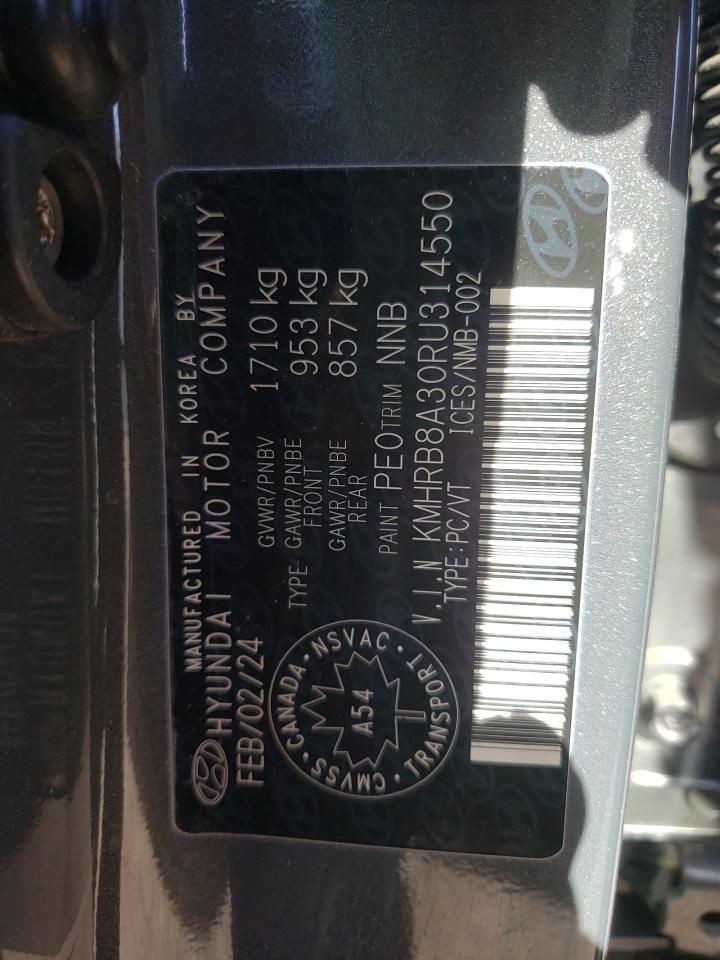 MANUFACTURED IN KOREA BY
HYUNDAI MOTOR COMPANY
FEB/02/24
GVWR/PNBV 1710 kg
TYPE GAWR/PNBE FRONT 953 kg
GAWR/PNBE REAR 857 kg
PAINT PEO TRIM NNB
V.I.N KMHRB8A30RU314550
TYPE:PC/VT ICES/NMB-002
CANADA · NSVAC · TRANSPORT · CMVSS ·
A54